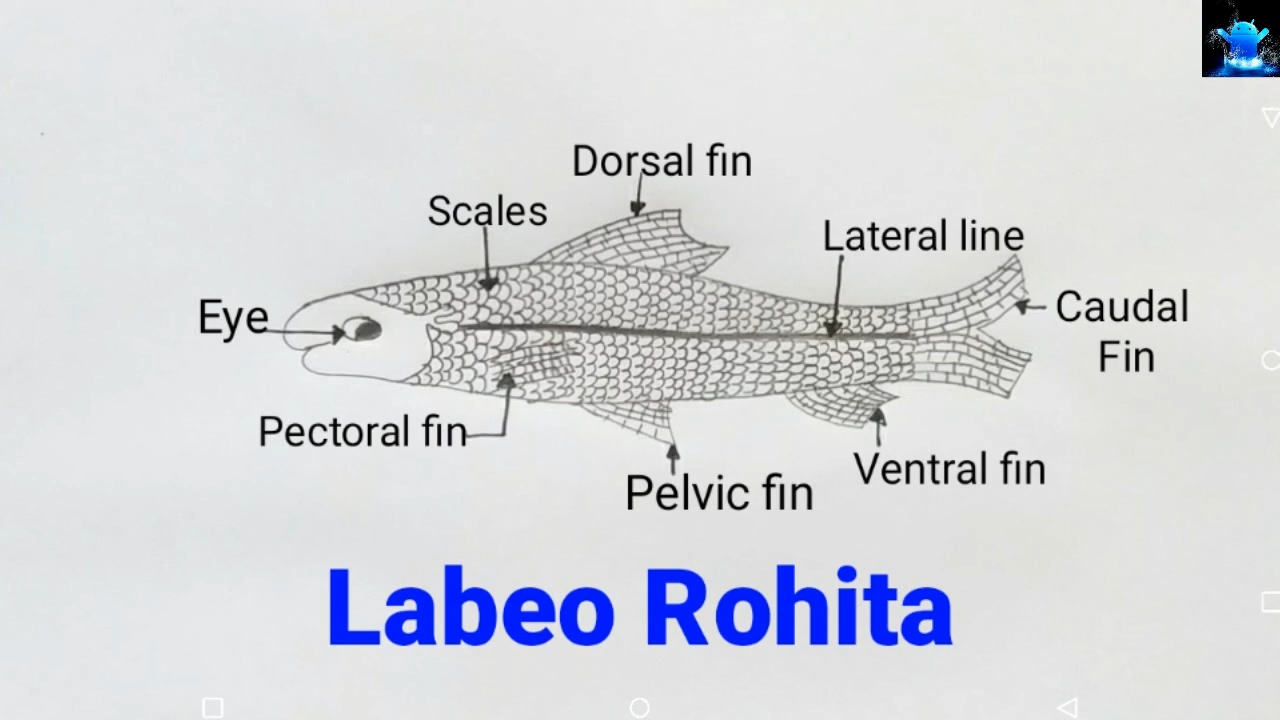 Dorsal fin
Scales
Lateral line
Eye
Caudal
Fin
Pectoral fin
Ventral fin
Pelvic fin
Labeo Rohita